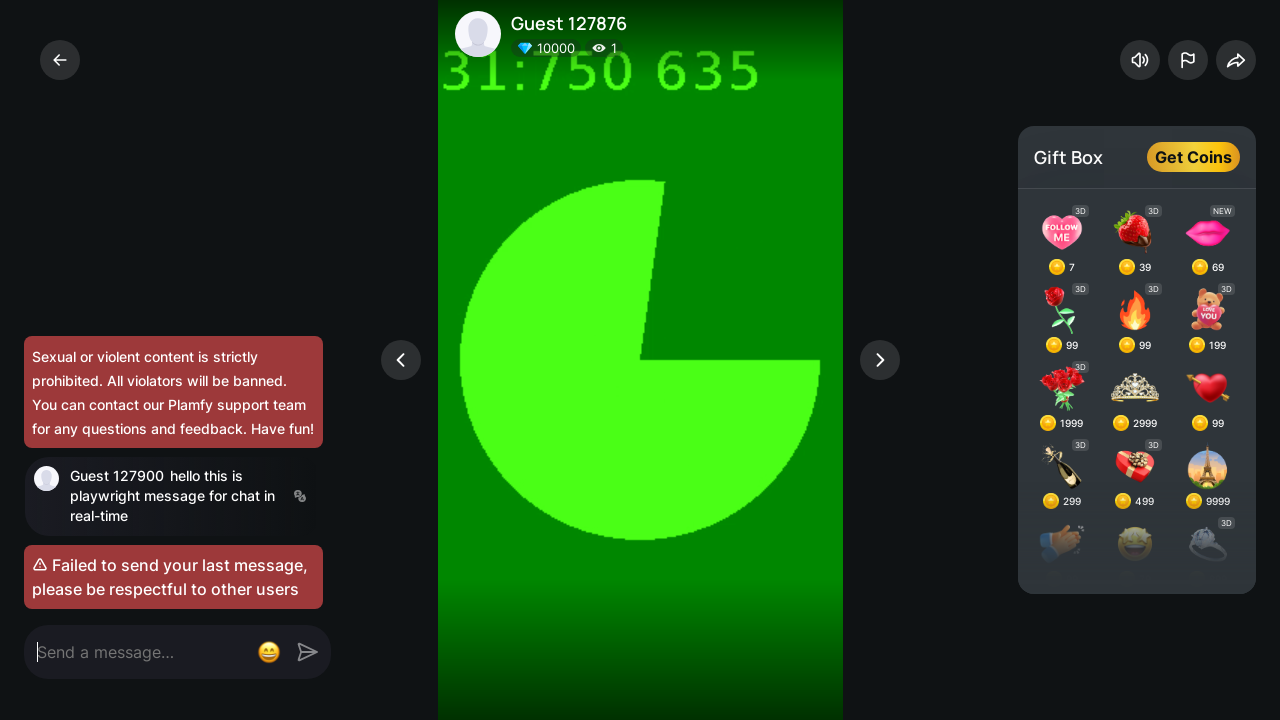 Guest 127876
10000 1
31:750 635
Sexual or violent content is strictly
prohibited. All violators will be banned.
You can contact our Plamfy support team
for any questions and feedback. Have fun!
Guest 127900 hello this is
playwright message for chat in
real-time
Failed to send your last message,
please be respectful to other users
Send a message...
Gift Box Get Coins
3D 3D NEW
FOLLOW
ME
7 39 69
3D 3D 3D
LOVE
YOU
99 99 199
3D
1999 2999 99
3D 3D
299 499 9999
3D